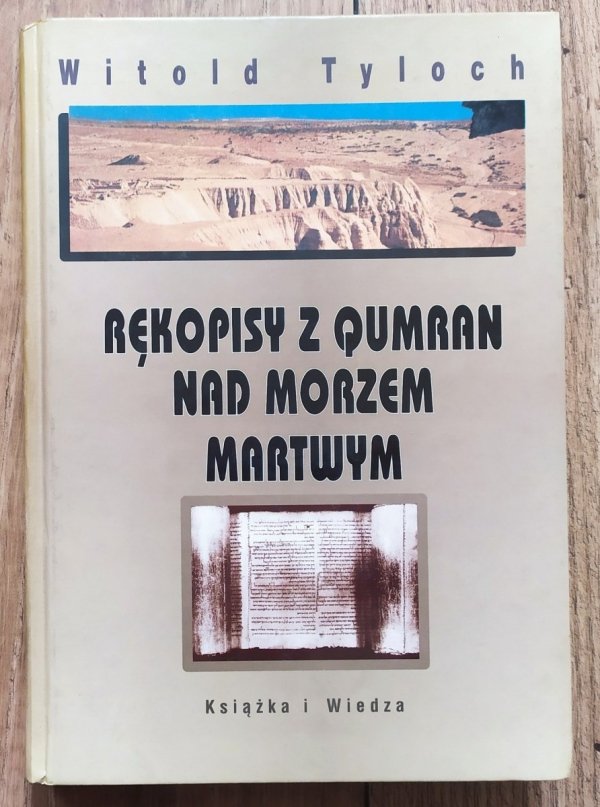 Witold Tyloch
RĘKOPISY Z QUMRAN
NAD MORZEM
MARTWYM
Książka i Wiedza